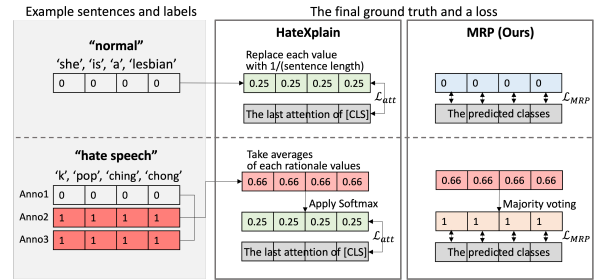 Example sentences and labels
The final ground truth and a loss
HateXplain
MRP (Ours)
“normal”
‘she’, ‘is’, ‘a’, ‘lesbian’
0 0 0 0
Replace each value
with 1/(sentence length)
0.25 0.25 0.25 0.25
ℒatt
The last attention of [CLS]
0 0 0 0
ℒMRP
The predicted classes
“hate speech”
‘k’, ‘pop’, ‘ching’, ‘chong’
Anno1 0 0 0 0
Anno2 1 1 1 1
Anno3 1 1 1 1
Take averages
of each rationale values
0.66 0.66 0.66 0.66
Apply Softmax
0.25 0.25 0.25 0.25
ℒatt
The last attention of [CLS]
0.66 0.66 0.66 0.66
Majority voting
1 1 1 1
ℒMRP
The predicted classes